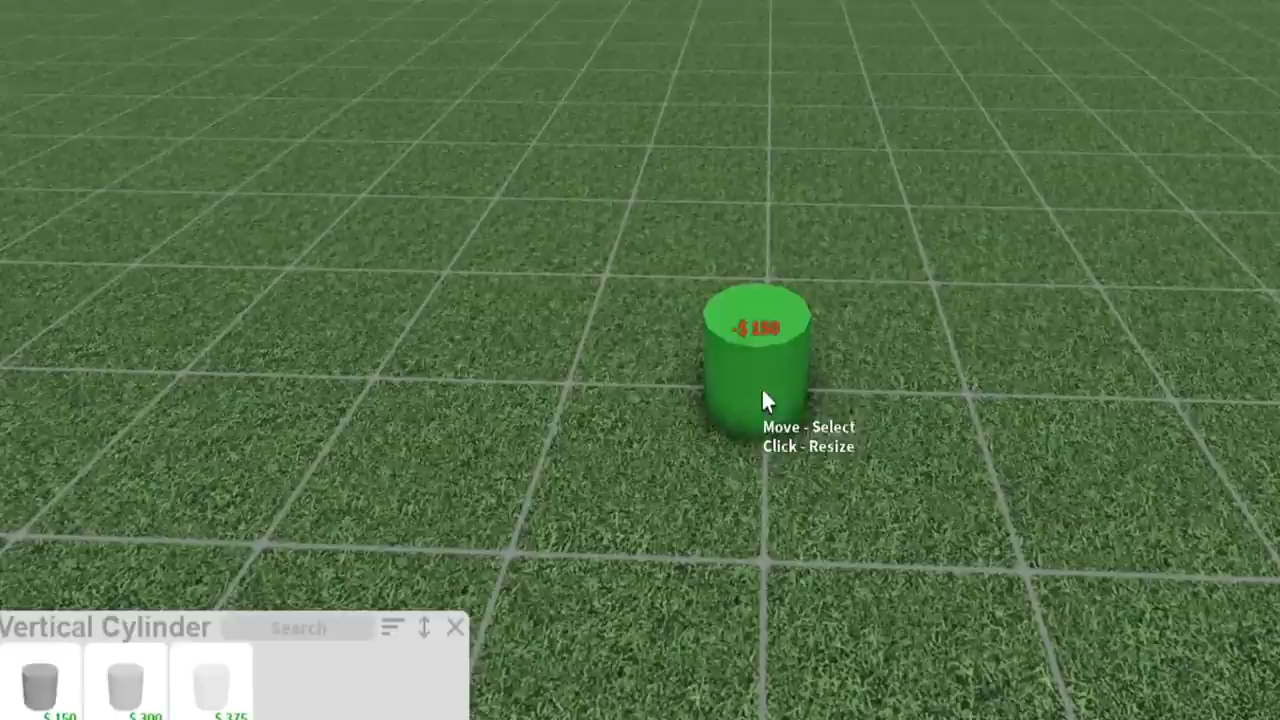 -$ 150
Move - Select
Click - Resize
Vertical Cylinder
Search
$ 150
$ 300
$ 375